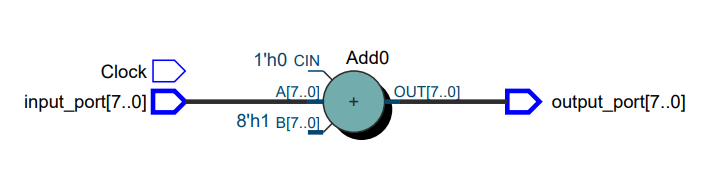 1'h0 CIN
Add0
Clock
input_port[7..0]
A[7..0]
+
OUT[7..0]
output_port[7..0]
8'h1 B[7..0]